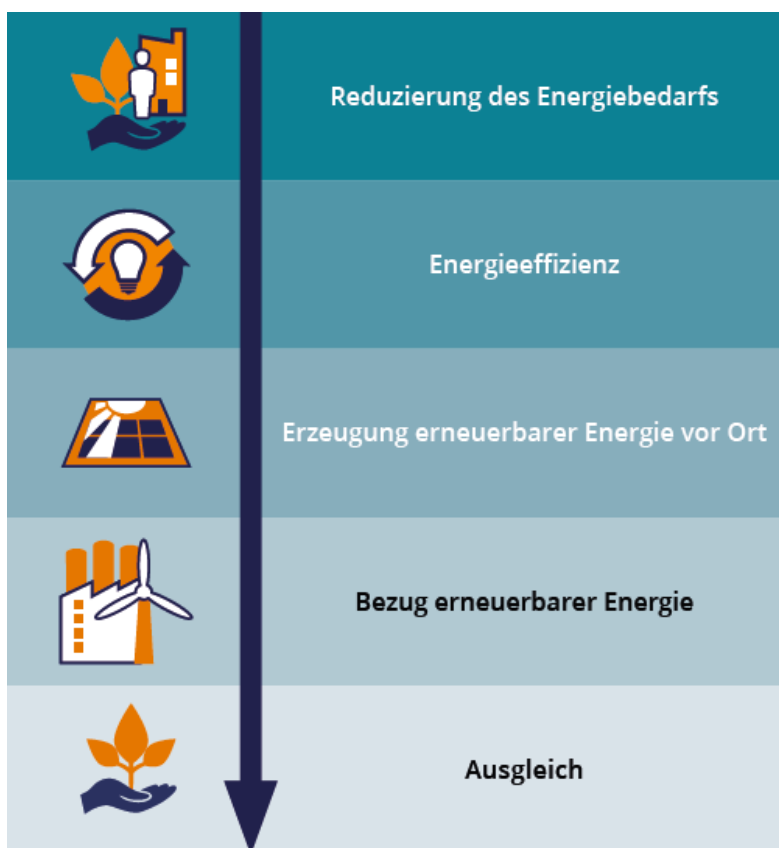 Reduzierung des Energiebedarfs
Energieeffizienz
Erzeugung erneuerbarer Energie vor Ort
Bezug erneuerbarer Energie
Ausgleich